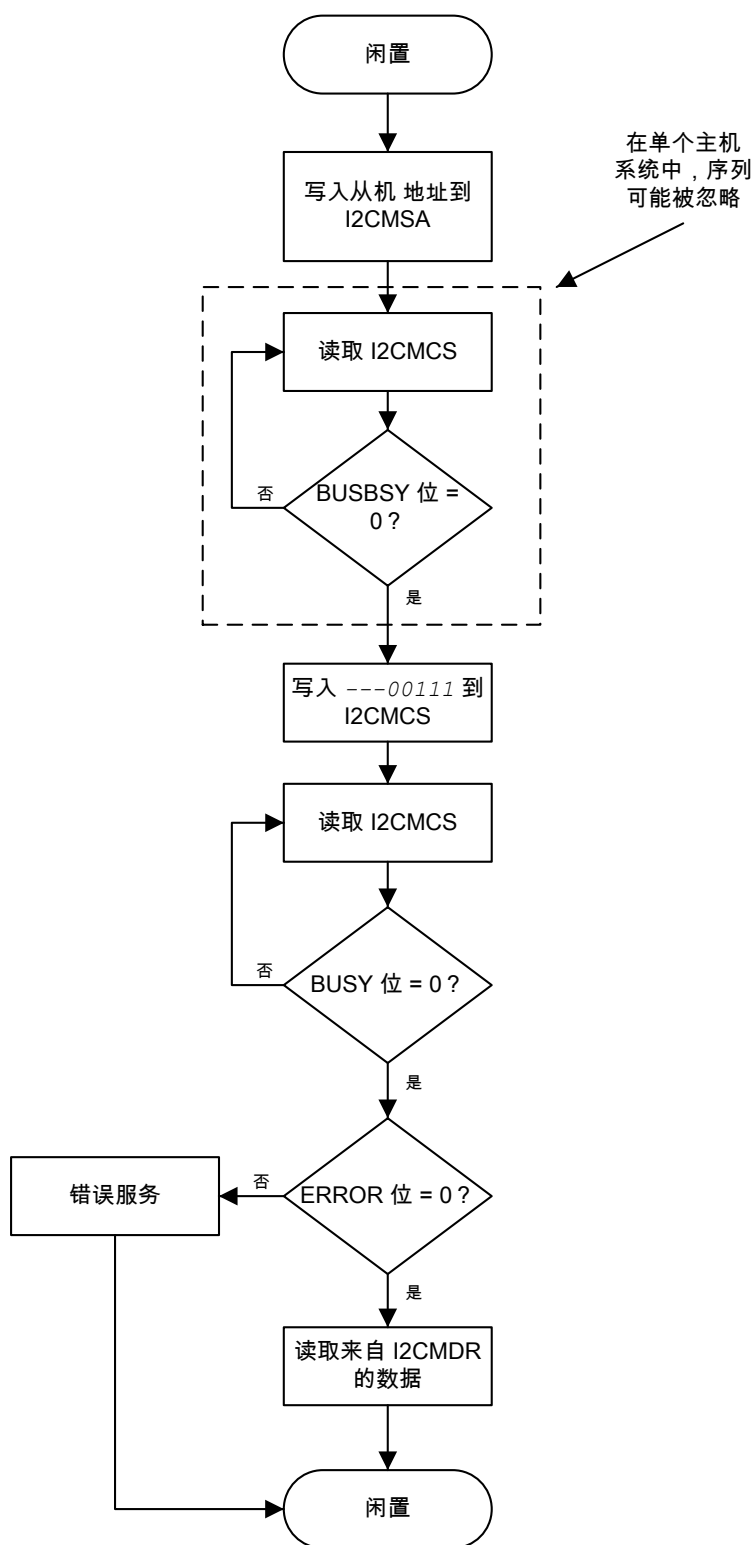 闲置
在单个主机
系统中，序列
可能被忽略
写入从机 地址到
I2CMSA
读取 I2CMCS
否
BUSBSY 位 =
0？
是
写入 ---00111 到
I2CMCS
读取 I2CMCS
否
BUSY 位 = 0？
是
错误服务
否
ERROR 位 = 0？
是
读取来自 I2CMDR
的数据
闲置